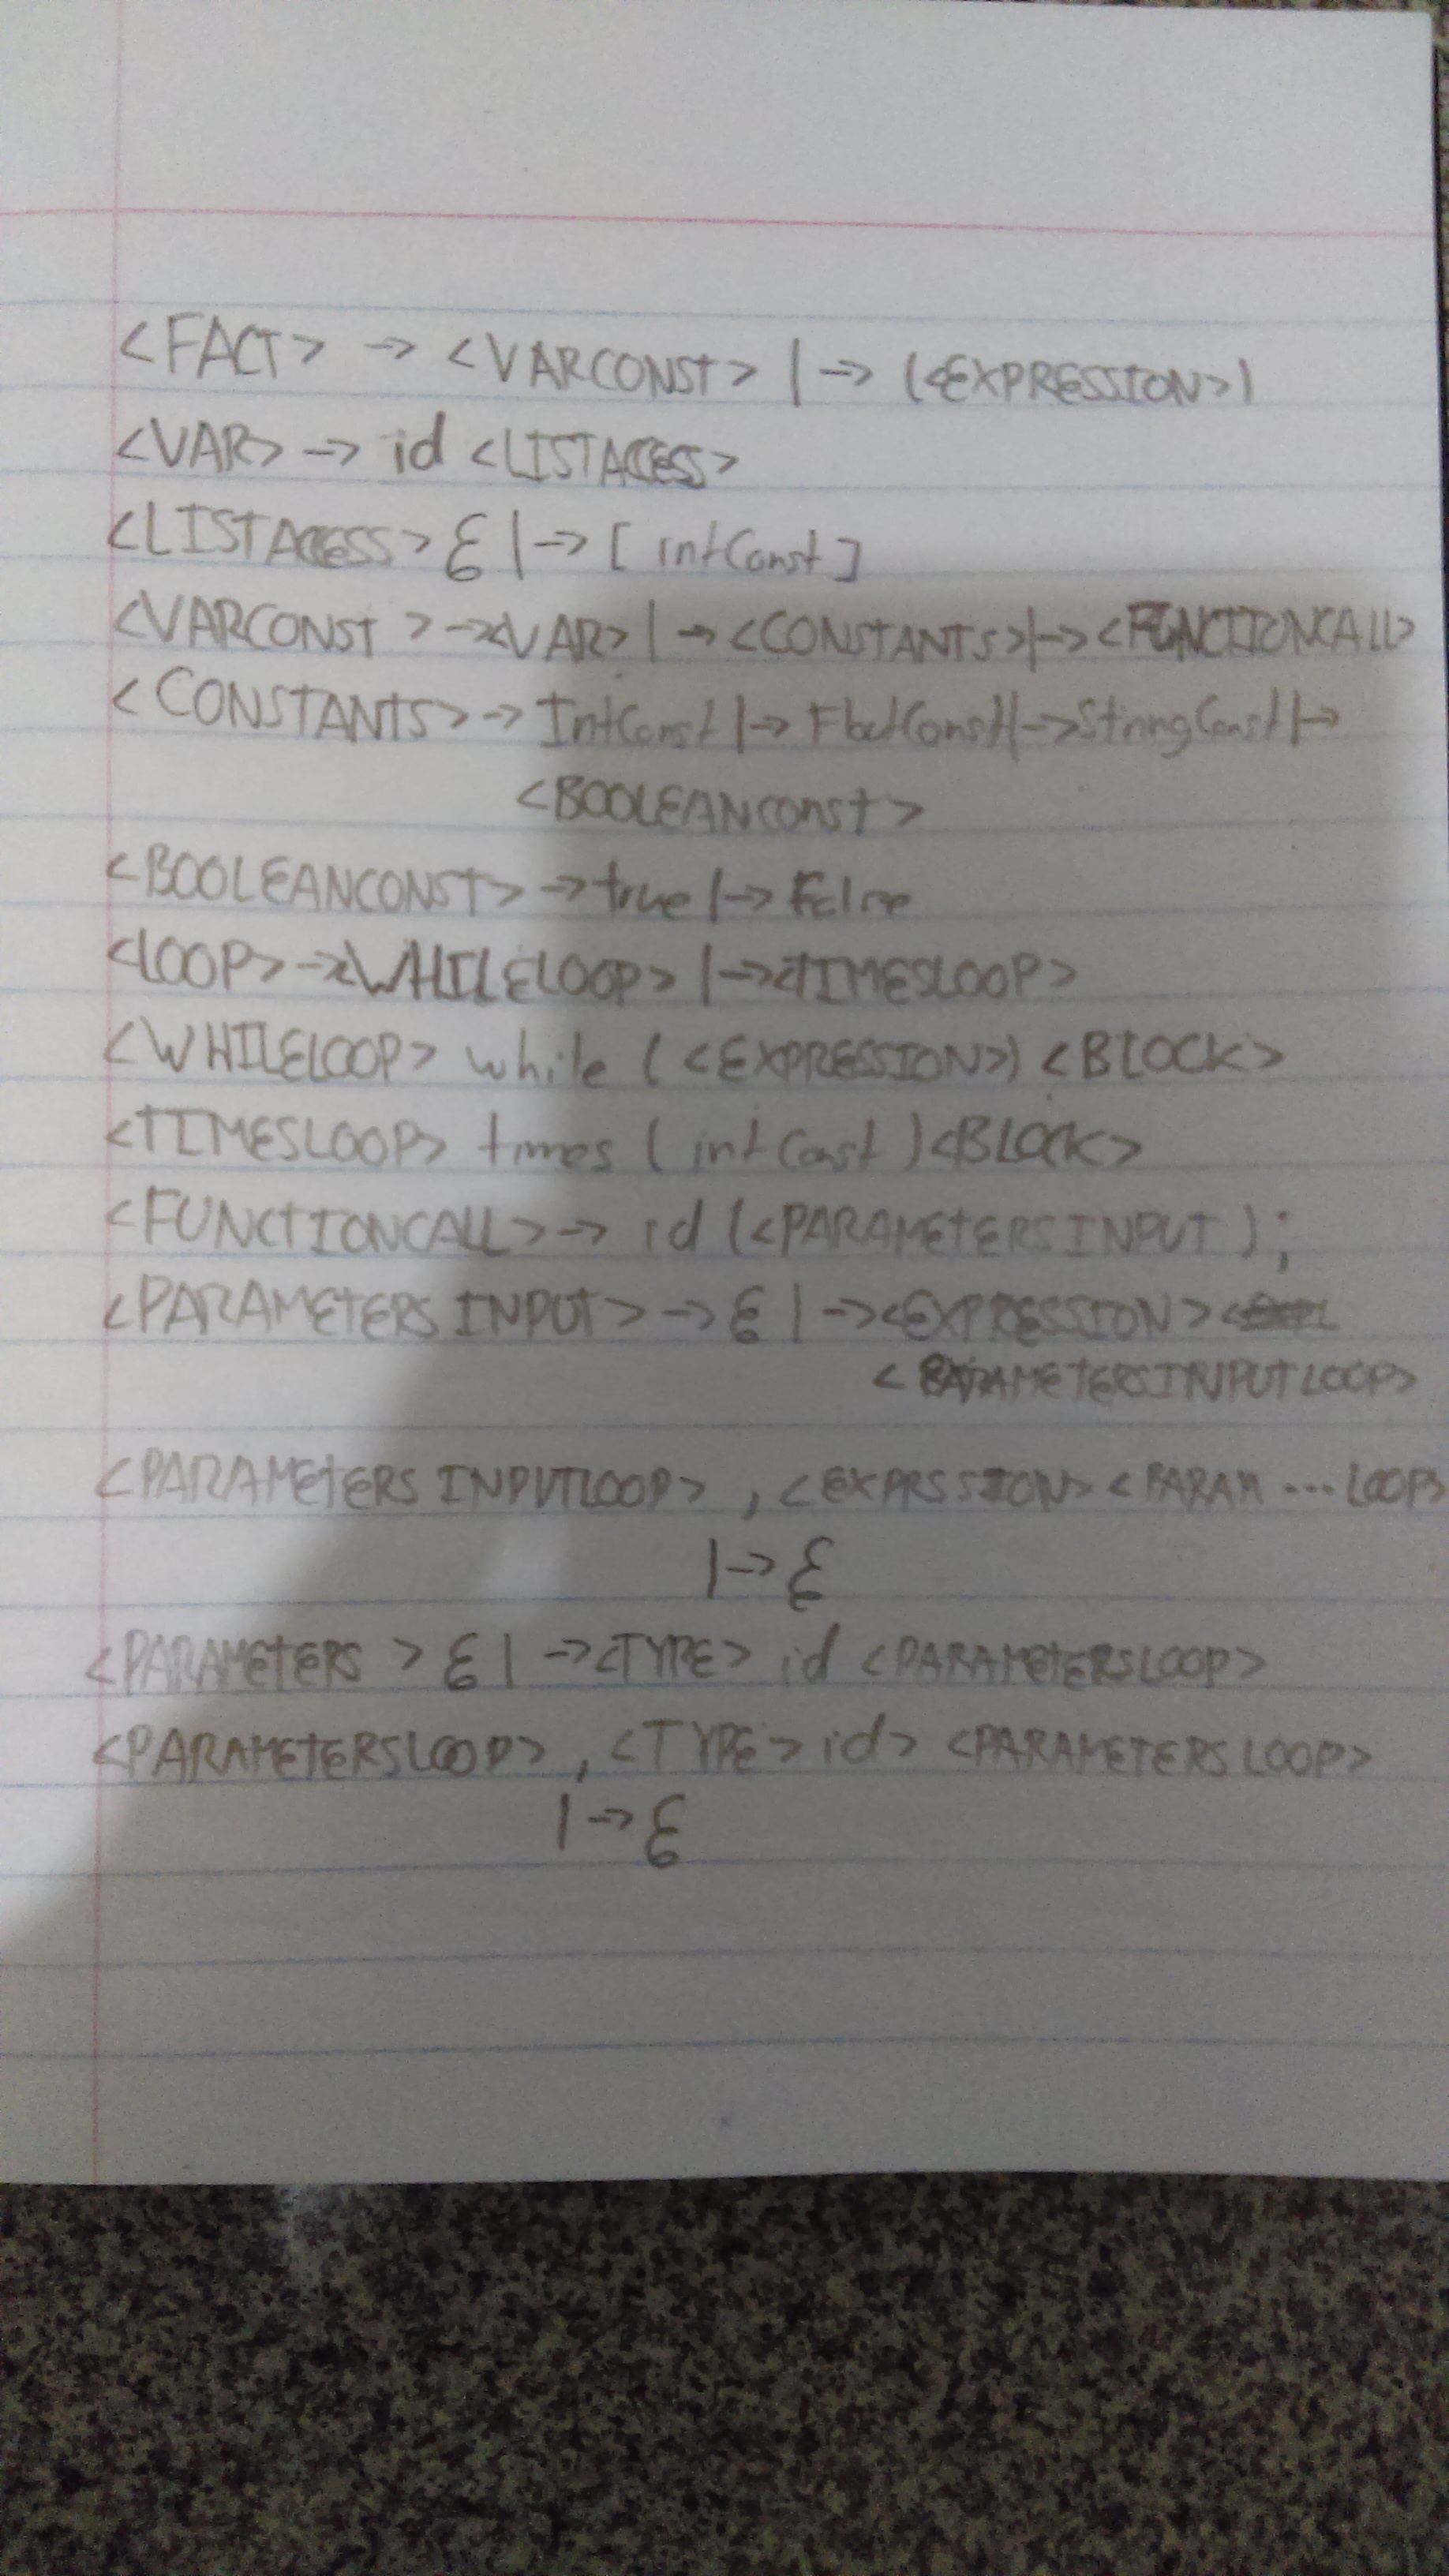 <FACT> → <VARCONST> | → (<EXPRESSION>)
<VAR> → id <LISTACCESS>
<LISTACCESS> ℰ | → [ intConst ]
<VARCONST> → <VAR> | → <CONSTANTS> | → <FUNCTIONCALL>
<CONSTANTS> → IntConst | → FloatConst | → StringConst | →
<BOOLEANconst>
<BOOLEANCONST> → true | → False
<LOOP> → <WHILELOOP> | → <TIMESLOOP>
<WHILELOOP> while (<EXPRESSION>) <BLOCK>
<TIMESLOOP> times ( intConst ) <BLOCK>
<FUNCTIONCALL> → id (<PARAMETERSINPUT );
<PARAMETERSINPUT> → ℰ | → <EXPRESSION> <
<PARAMETERSINPUTLOOP>
<PARAMETERSINPUTLOOP> , <EXPRSSION> <PARAM ... LOOP>
| → ℰ
<PARAMETERS > ℰ | → <TYPE> id <PARAMETERSLOOP>
<PARAMETERSLOOP> , <TYPE> id> <PARAMETERSLOOP>
| → ℰ